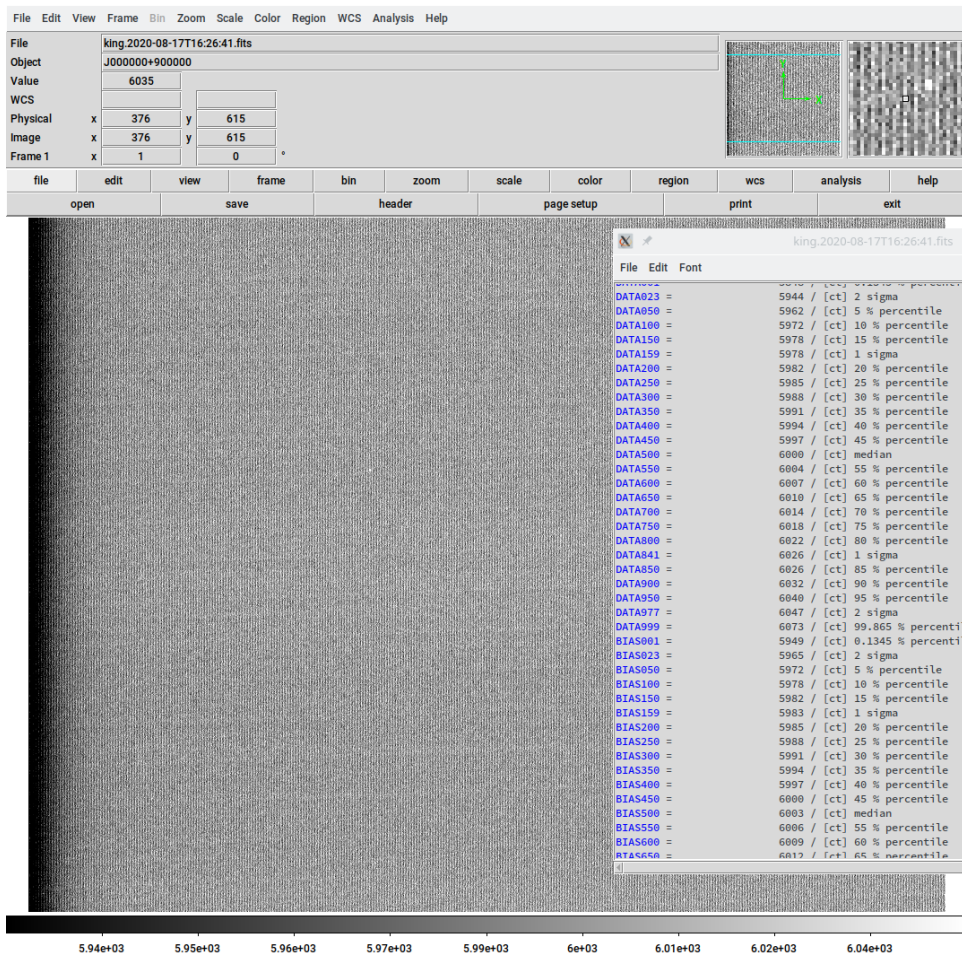 File Edit View Frame Bin Zoom Scale Color Region WCS Analysis Help
File king.2020-08-17T16:26:41.fits
Object J000000+900000
Value 6035
WCS
Physical x 376 y 615
Image x 376 y 615
Frame 1 x 1 0 °
file edit view frame bin zoom scale color region wcs analysis help
open save header page setup print exit
Y
X
king.2020-08-17T16:26:41.fits
File Edit Font
DATA023 = 5944 / [ct] 2 sigma
DATA050 = 5962 / [ct] 5 % percentile
DATA100 = 5972 / [ct] 10 % percentile
DATA150 = 5978 / [ct] 15 % percentile
DATA159 = 5978 / [ct] 1 sigma
DATA200 = 5982 / [ct] 20 % percentile
DATA250 = 5985 / [ct] 25 % percentile
DATA300 = 5988 / [ct] 30 % percentile
DATA350 = 5991 / [ct] 35 % percentile
DATA400 = 5994 / [ct] 40 % percentile
DATA450 = 5997 / [ct] 45 % percentile
DATA500 = 6000 / [ct] median
DATA550 = 6004 / [ct] 55 % percentile
DATA600 = 6007 / [ct] 60 % percentile
DATA650 = 6010 / [ct] 65 % percentile
DATA700 = 6014 / [ct] 70 % percentile
DATA750 = 6018 / [ct] 75 % percentile
DATA800 = 6022 / [ct] 80 % percentile
DATA841 = 6026 / [ct] 1 sigma
DATA850 = 6026 / [ct] 85 % percentile
DATA900 = 6032 / [ct] 90 % percentile
DATA950 = 6040 / [ct] 95 % percentile
DATA977 = 6047 / [ct] 2 sigma
DATA999 = 6073 / [ct] 99.865 % percenti
BIAS001 = 5949 / [ct] 0.1345 % percenti
BIAS023 = 5965 / [ct] 2 sigma
BIAS050 = 5972 / [ct] 5 % percentile
BIAS100 = 5978 / [ct] 10 % percentile
BIAS150 = 5982 / [ct] 15 % percentile
BIAS159 = 5983 / [ct] 1 sigma
BIAS200 = 5985 / [ct] 20 % percentile
BIAS250 = 5988 / [ct] 25 % percentile
BIAS300 = 5991 / [ct] 30 % percentile
BIAS350 = 5994 / [ct] 35 % percentile
BIAS400 = 5997 / [ct] 40 % percentile
BIAS450 = 6000 / [ct] 45 % percentile
BIAS500 = 6003 / [ct] median
BIAS550 = 6006 / [ct] 55 % percentile
BIAS600 = 6009 / [ct] 60 % percentile
BIAS650 = 6012 / [ct] 65 % percentile
5.94e+03 5.95e+03 5.96e+03 5.97e+03 5.99e+03 6e+03 6.01e+03 6.02e+03 6.04e+03